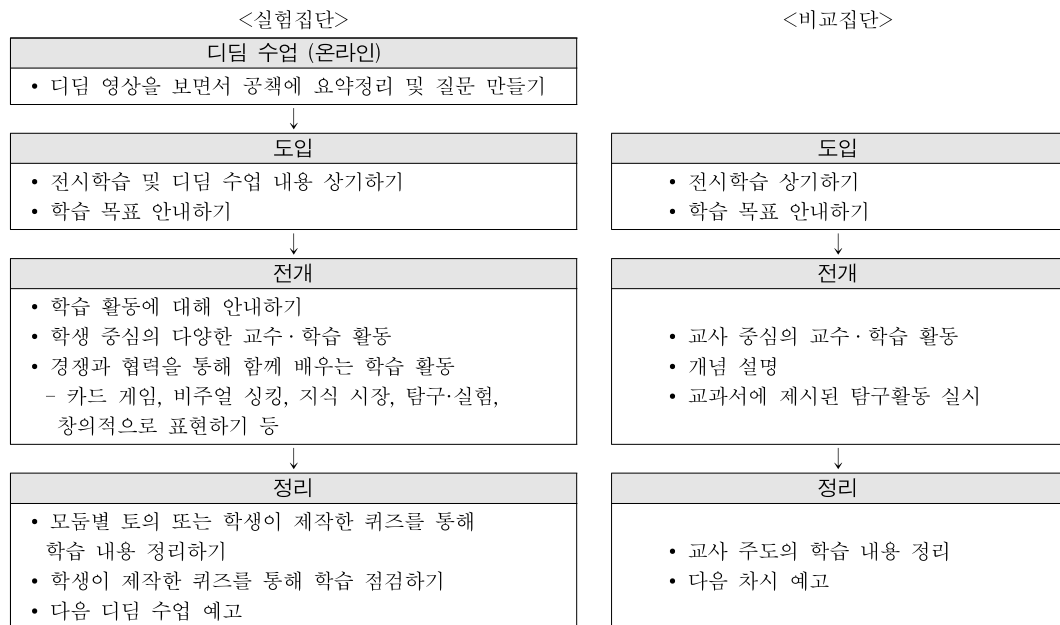 <실험집단>
디딤 수업 (온라인)
• 디딤 영상을 보면서 공책에 요약정리 및 질문 만들기
↓
도입
• 전시학습 및 디딤 수업 내용 상기하기
• 학습 목표 안내하기
↓
전개
• 학습 활동에 대해 안내하기
• 학생 중심의 다양한 교수·학습 활동
• 경쟁과 협력을 통해 함께 배우는 학습 활동
- 카드 게임, 비주얼 싱킹, 지식 시장, 탐구·실험,
창의적으로 표현하기 등
↓
정리
• 모둠별 토의 또는 학생이 제작한 퀴즈를 통해
학습 내용 정리하기
• 학생이 제작한 퀴즈를 통해 학습 점검하기
• 다음 디딤 수업 예고
<비교집단>
도입
• 전시학습 상기하기
• 학습 목표 안내하기
↓
전개
• 교사 중심의 교수·학습 활동
• 개념 설명
• 교과서에 제시된 탐구활동 실시
↓
정리
• 교사 주도의 학습 내용 정리
• 다음 차시 예고